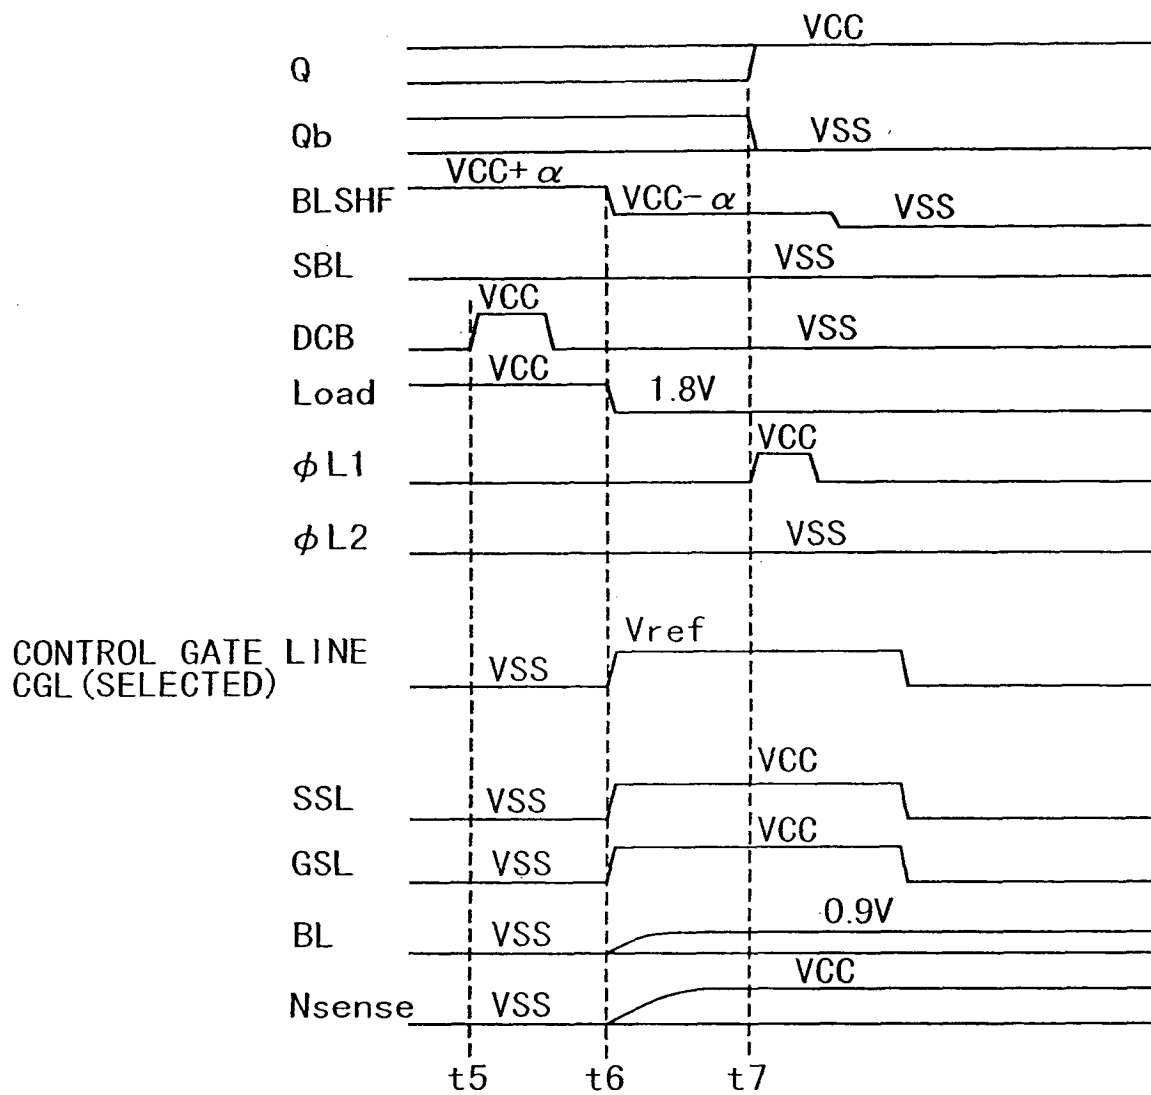 VCC
Q
Qb VSS
VCC+α
BLSHF VCC-α VSS
SBL VSS
VCC
DCB VSS
VCC
Load 1.8V
VCC
φL1
φL2 VSS
Vref
CONTROL GATE LINE
CGL(SELECTED) VSS
VCC
SSL VSS
VCC
GSL VSS
0.9V
BL VSS
VCC
Nsense VSS
t5 t6 t7